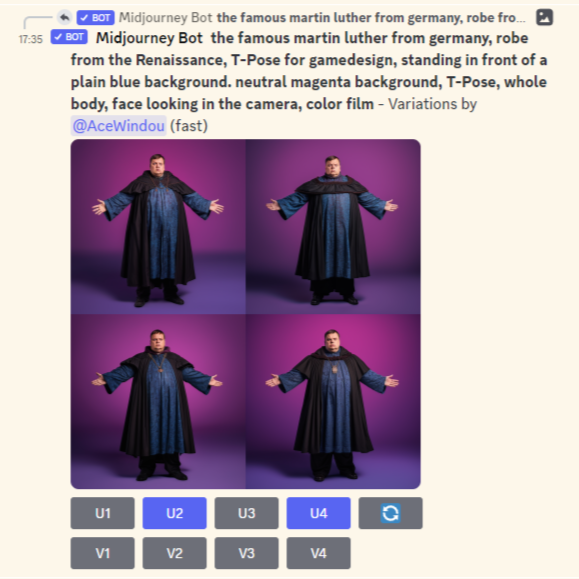 BOT Midjourney Bot the famous martin luther from germany, robe fro...
17:35 BOT Midjourney Bot the famous martin luther from germany, robe
from the Renaissance, T-Pose for gamedesign, standing in front of a
plain blue background. neutral magenta background, T-Pose, whole
body, face looking in the camera, color film - Variations by
@AceWindou (fast)
U1 U2 U3 U4
V1 V2 V3 V4